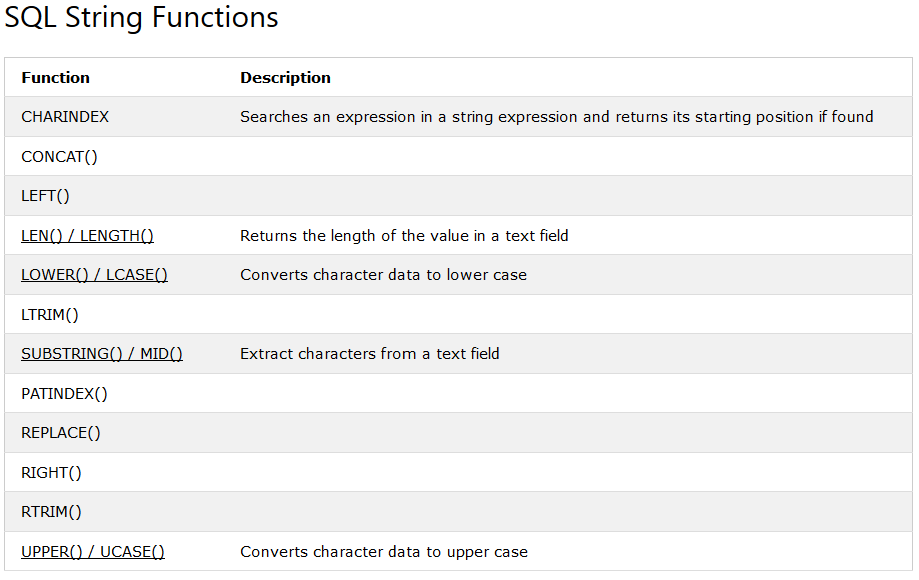 SQL String Functions
Function Description
CHARINDEX Searches an expression in a string expression and returns its starting position if found
CONCAT()
LEFT()
LEN() / LENGTH() Returns the length of the value in a text field
LOWER() / LCASE() Converts character data to lower case
LTRIM()
SUBSTRING() / MID() Extract characters from a text field
PATINDEX()
REPLACE()
RIGHT()
RTRIM()
UPPER() / UCASE() Converts character data to upper case